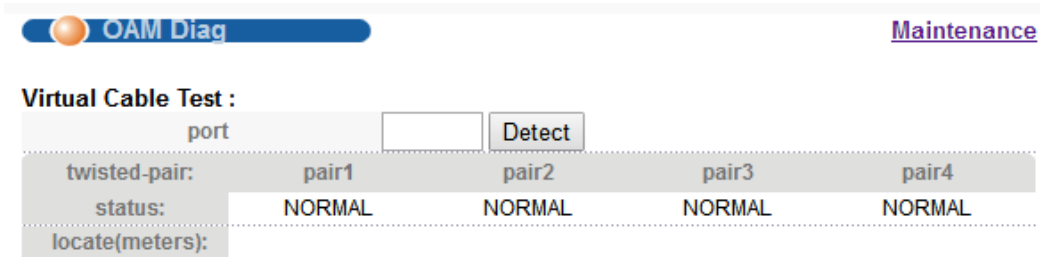 OAM Diag Maintenance
Virtual Cable Test :
port Detect
twisted-pair: pair1 pair2 pair3 pair4
status: NORMAL NORMAL NORMAL NORMAL
locate(meters):